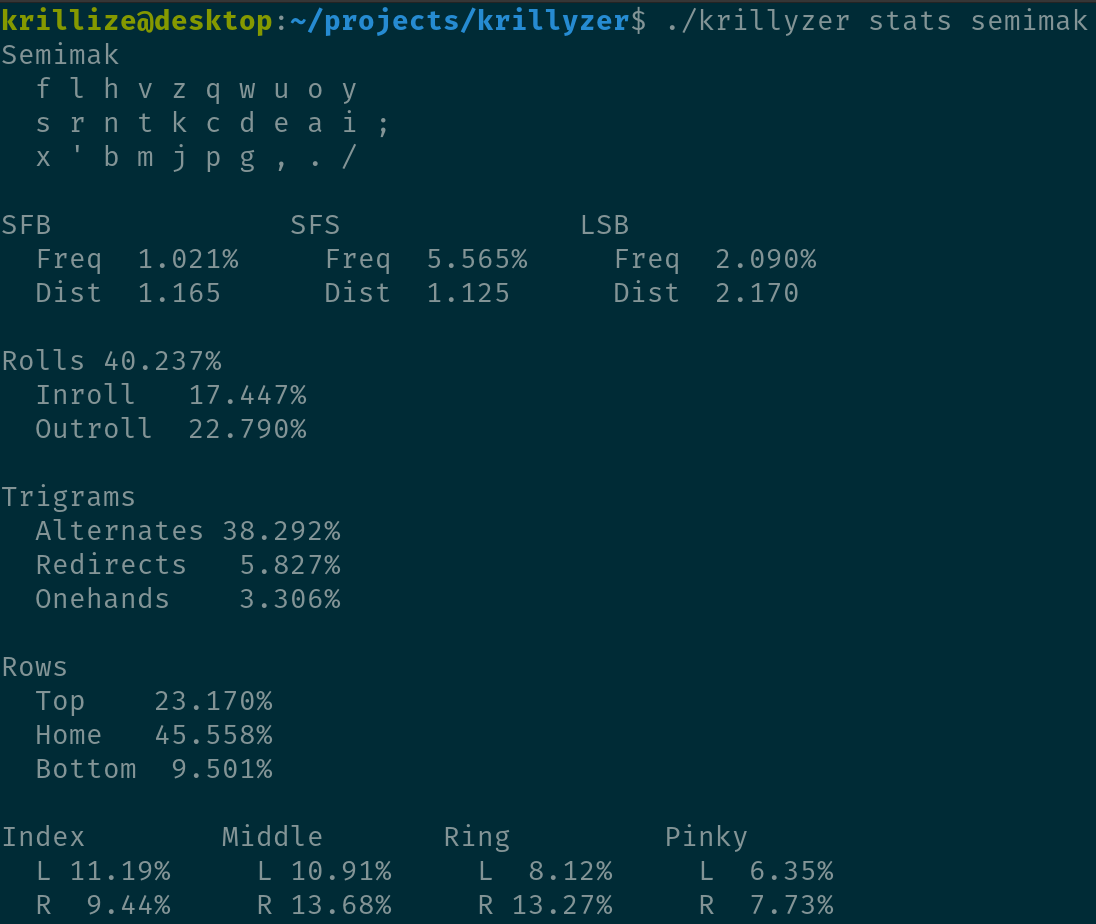 krillize@desktop:~/projects/krillyzer$ ./krillyzer stats semimak
Semimak
  f l h v z q w u o y
  s r n t k c d e a i ;
  x ' b m j p g , . /

SFB              SFS              LSB
  Freq  1.021%     Freq  5.565%     Freq  2.090%
  Dist  1.165      Dist  1.125      Dist  2.170

Rolls 40.237%
  Inroll   17.447%
  Outroll  22.790%

Trigrams
  Alternates 38.292%
  Redirects   5.827%
  Onehands    3.306%

Rows
  Top    23.170%
  Home   45.558%
  Bottom  9.501%

Index        Middle       Ring         Pinky
  L 11.19%     L 10.91%     L  8.12%     L  6.35%
  R  9.44%     R 13.68%     R 13.27%     R  7.73%